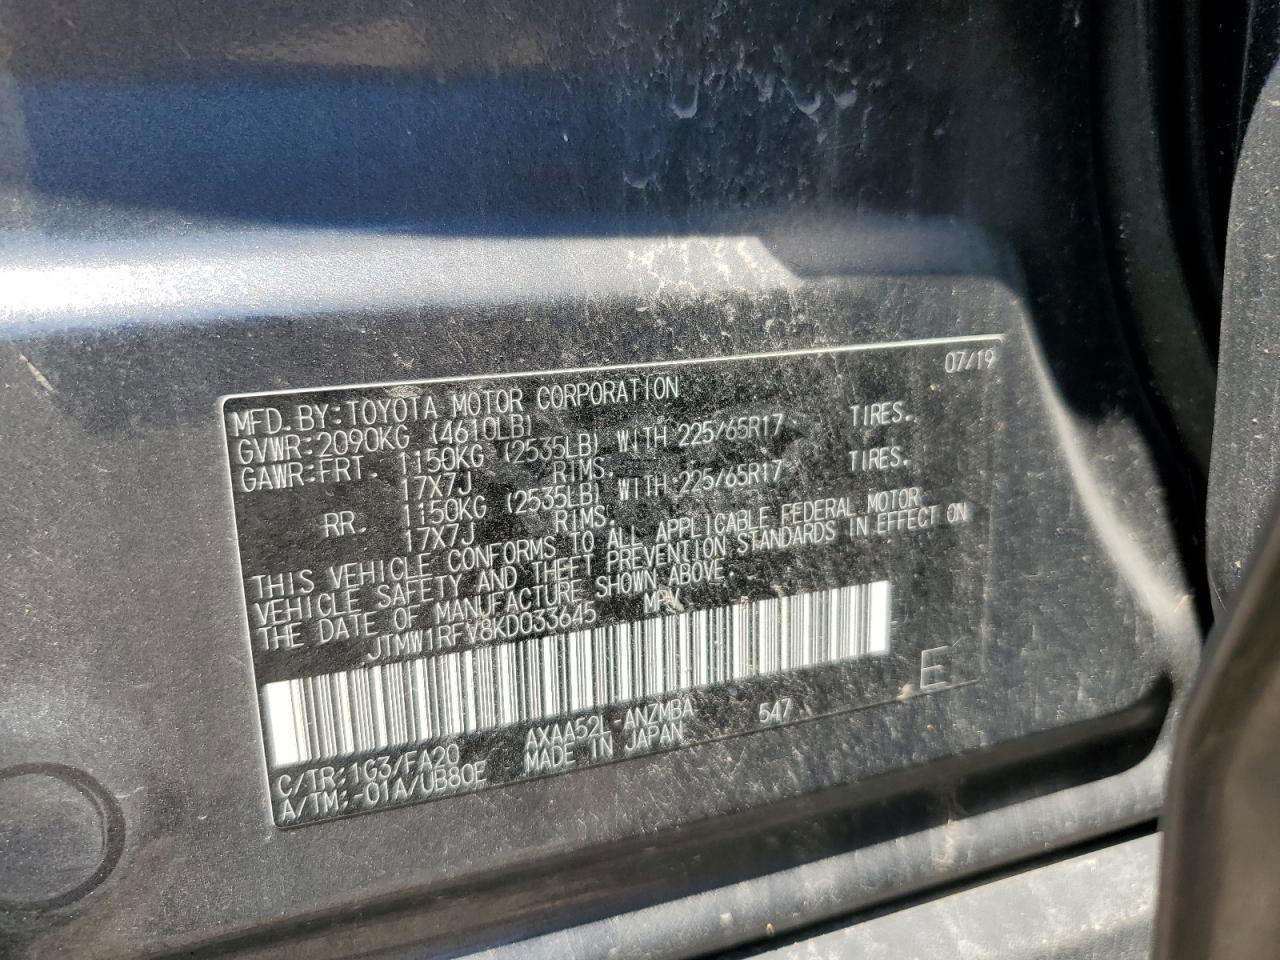 07/19
MFD.BY:TOYOTA MOTOR CORPORATION
GVWR:2090KG (4610LB)
GAWR:FRT. 1150KG (2535LB) WITH 225/65R17 TIRES.
17X7J RIMS.
RR. 1150KG (2535LB) WITH 225/65R17 TIRES.
17X7J RIMS.
THIS VEHICLE CONFORMS TO ALL APPLICABLE FEDERAL MOTOR
VEHICLE SAFETY AND THEFT PREVENTION STANDARDS IN EFFECT ON
THE DATE OF MANUFACTURE SHOWN ABOVE.
JTMW1RFV8KD033645 MPV
E
C/TR:1G3/FA20 AXAA52L-ANZMBA 547
A/TM:-01A/UB80E MADE IN JAPAN